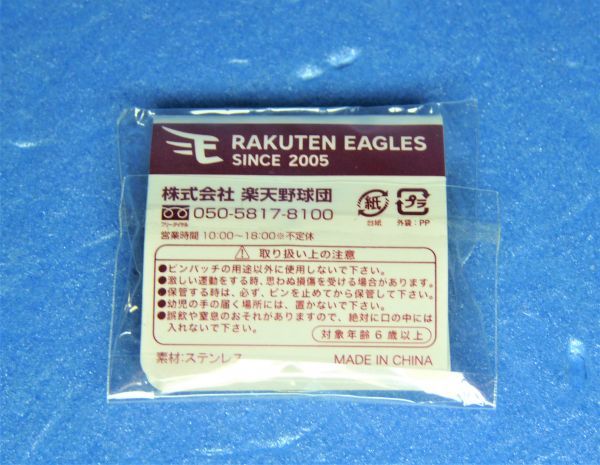 RAKUTEN EAGLES
SINCE 2005
株式会社 楽天野球団
フリーダイヤル 050-5817-8100
営業時間 10:00〜18:00※不定休
紙
台紙
プラ
外袋:PP
取り扱い上の注意
●ピンバッチの用途以外に使用しないで下さい。
●激しい運動をする時、思わぬ損傷を受ける場合があります。
●保管する時は、必ず、ピンを止めてから保管して下さい。
●幼児の手の届く場所には、置かないで下さい。
●誤飲や窒息のおそれがありますので、絶対に口の中には
入れないで下さい。
対象年齢6歳以上
素材:ステンレス
MADE IN CHINA